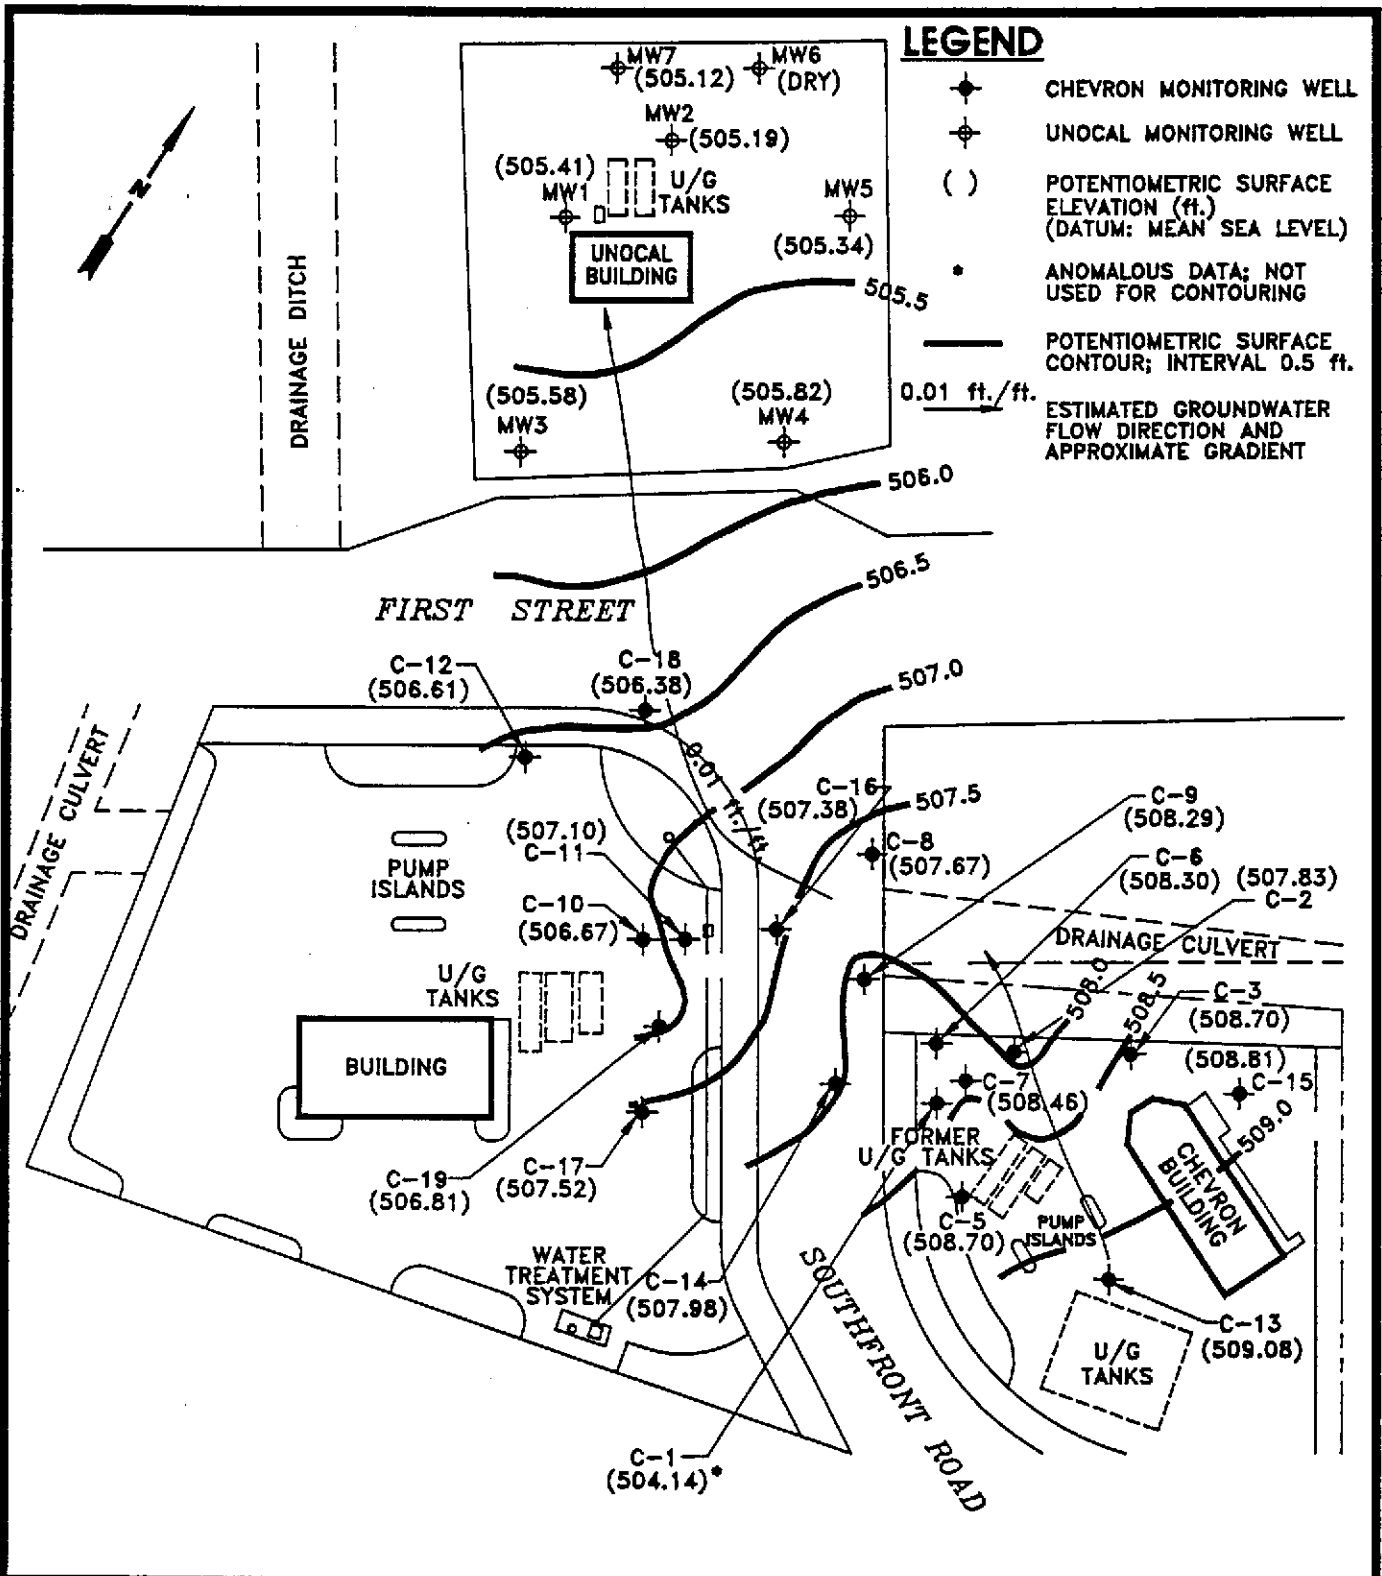 LEGEND
CHEVRON MONITORING WELL
UNOCAL MONITORING WELL
( )
POTENTIOMETRIC SURFACE
ELEVATION (ft.)
(DATUM: MEAN SEA LEVEL)
*
ANOMALOUS DATA; NOT
USED FOR CONTOURING
POTENTIOMETRIC SURFACE
CONTOUR; INTERVAL 0.5 ft.
0.01 ft./ft.
ESTIMATED GROUNDWATER
FLOW DIRECTION AND
APPROXIMATE GRADIENT
N
DRAINAGE DITCH
MW7
(505.12)
MW6
(DRY)
MW2
(505.19)
(505.41)
MW1
U/G
TANKS
MW5
(505.34)
UNOCAL
BUILDING
505.5
(505.58)
MW3
(505.82)
MW4
506.0
506.5
FIRST STREET
C-12
(506.61)
C-18
(506.38)
507.0
DRAINAGE CULVERT
0.01 ft./ft.
C-16
(507.38)
507.5
C-9
(508.29)
(507.10)
C-11
PUMP
ISLANDS
C-8
(507.67)
C-6
(508.30)
(507.83)
C-2
C-10
(506.67)
DRAINAGE CULVERT
U/G
TANKS
508.0
508.5
C-3
(508.70)
(508.81)
C-15
BUILDING
C-7
(508.46)
509.0
FORMER
U/G TANKS
CHEVRON
BUILDING
C-19
(506.81)
C-17
(507.52)
C-5
(508.70)
PUMP
ISLANDS
WATER
TREATMENT
SYSTEM
C-14
(507.98)
SOUTHFRONT ROAD
C-13
(509.08)
U/G
TANKS
C-1
(504.14)*